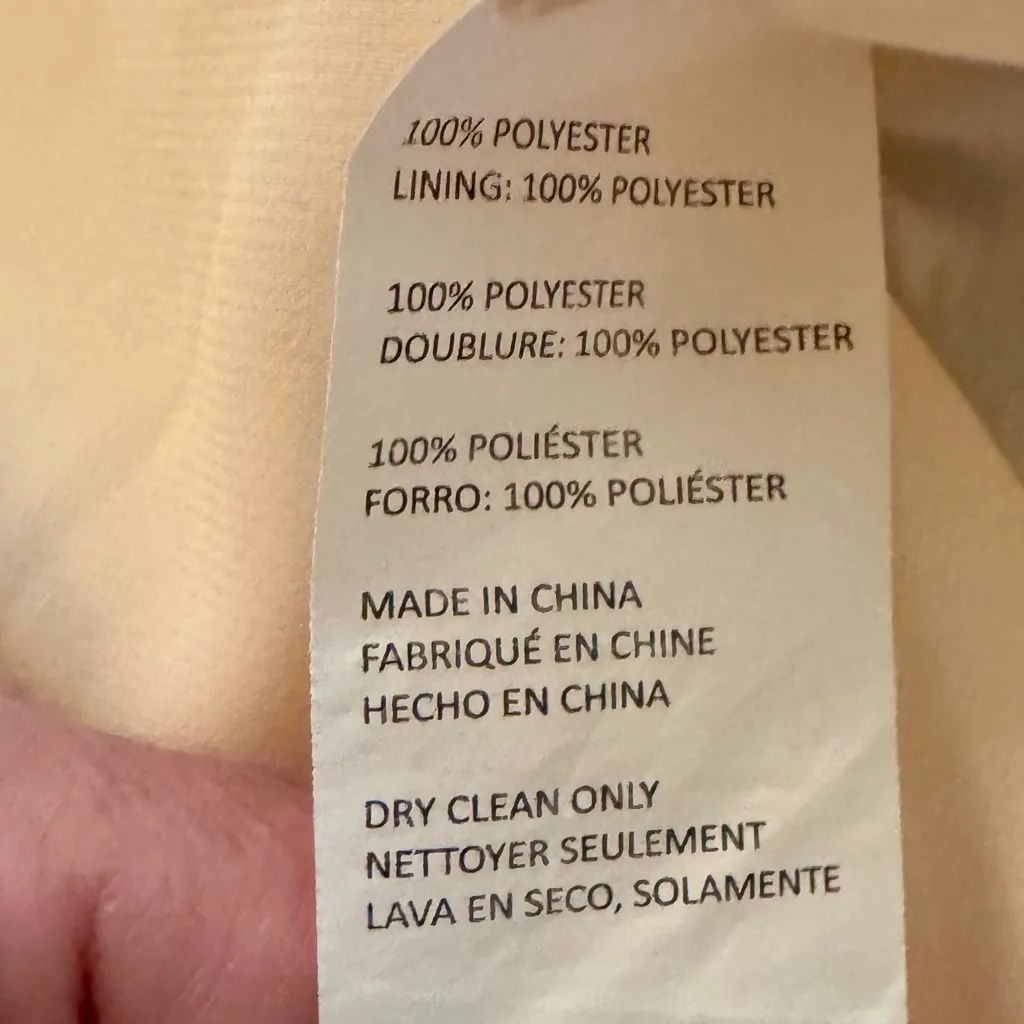 100% POLYESTER
LINING: 100% POLYESTER
100% POLYESTER
DOUBLURE: 100% POLYESTER
100% POLIÉSTER
FORRO: 100% POLIÉSTER
MADE IN CHINA
FABRIQUÉ EN CHINE
HECHO EN CHINA
DRY CLEAN ONLY
NETTOYER SEULEMENT
LAVA EN SECO, SOLAMENTE